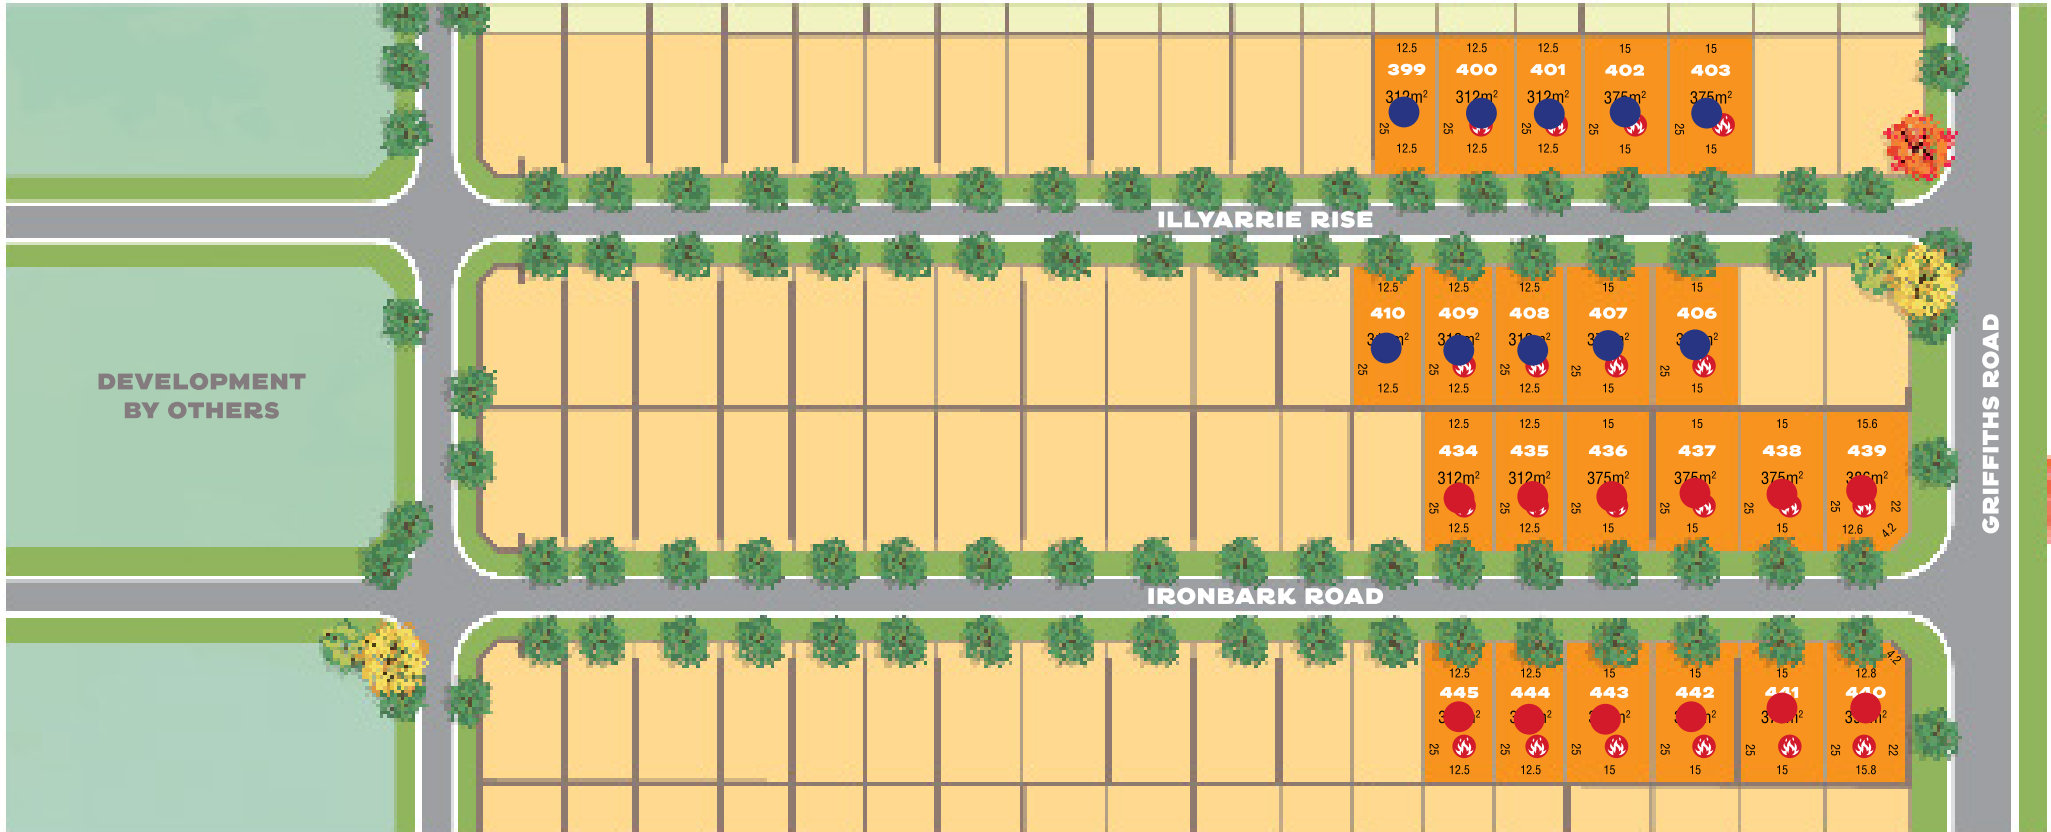 12.5 12.5 12.5 15 15
399 400 401 402 403
312m² 312m² 312m² 375m² 375m²
25 25 25 25 25
12.5 12.5 12.5 15 15
ILLYARRIE RISE
12.5 12.5 12.5 15 15
410 409 408 407 406
25 25 25 25 25
12.5 12.5 12.5 15 15
DEVELOPMENT
BY OTHERS
GRIFFITHS ROAD
12.5 12.5 15 15 15 15.6
434 435 436 437 438 439
312m² 312m² 375m² 375m² 375m²
25 25 25 25 25 25 22
12.5 12.5 15 15 15 12.6 4.2
IRONBARK ROAD
4.2
12.5 12.5 15 15 15 12.8
445 444 443 442 441 440
25 25 25 25 25 25 22
12.5 12.5 15 15 15 15.8